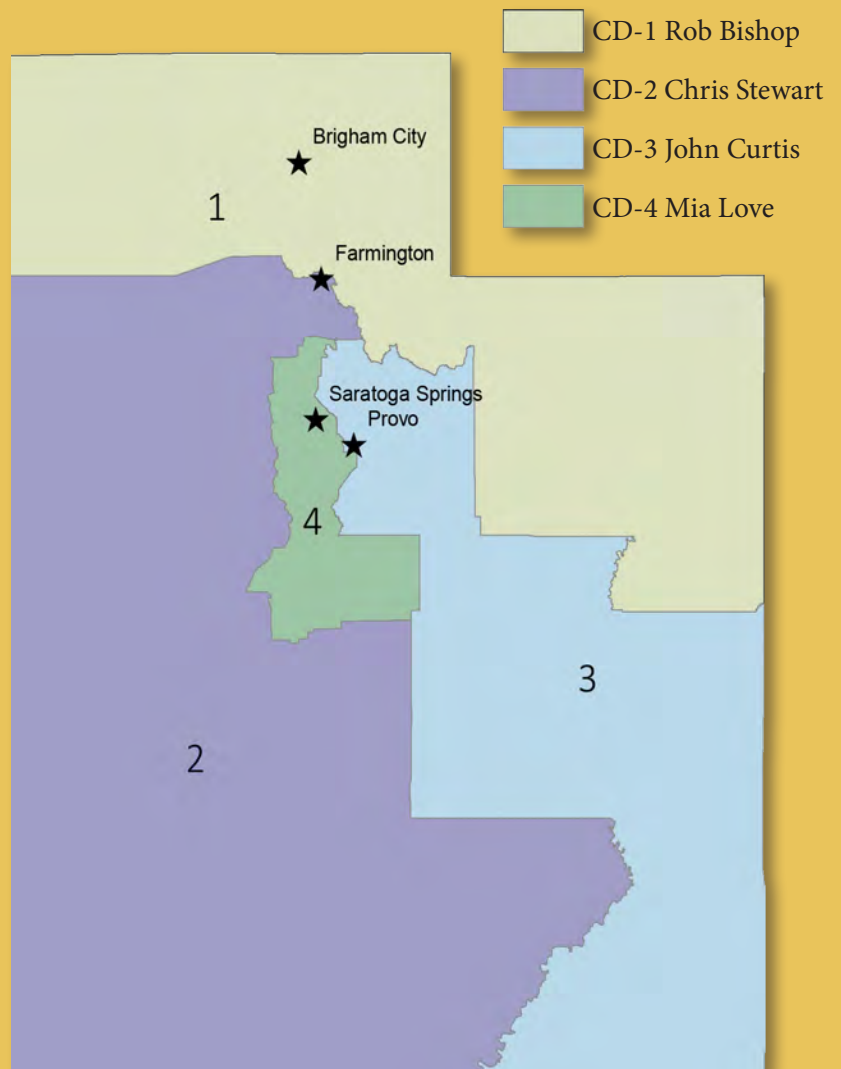 CD-1 Rob Bishop
CD-2 Chris Stewart
CD-3 John Curtis
CD-4 Mia Love
Brigham City
1
Farmington
Saratoga Springs
Provo
4
3
2